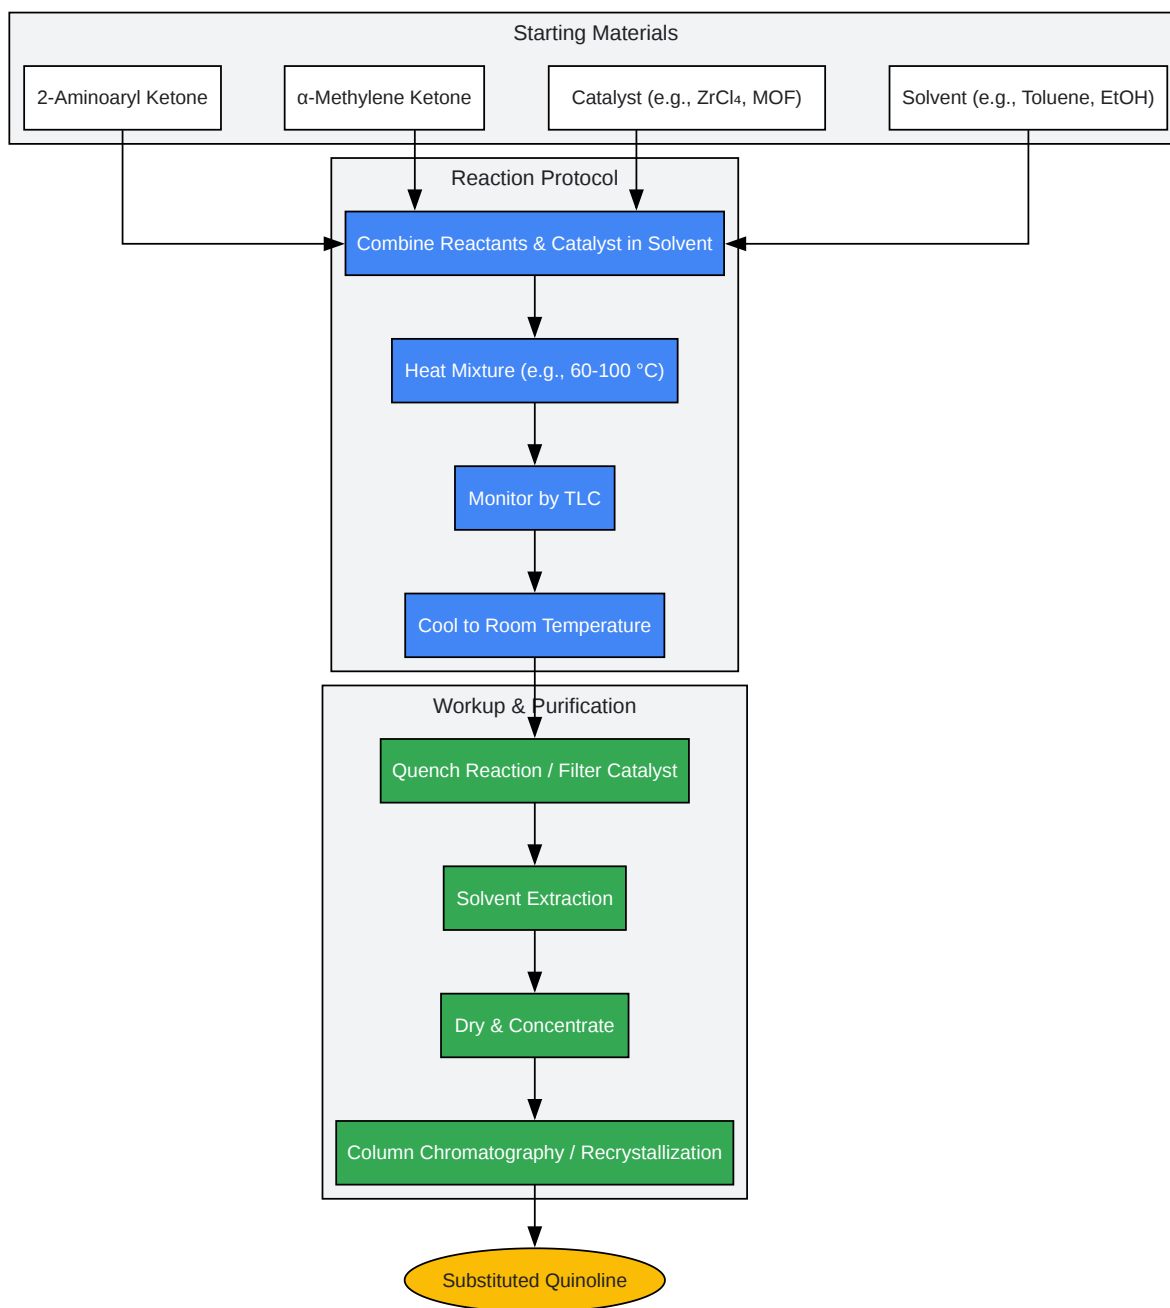 Starting Materials
2-Aminoaryl Ketone
α-Methylene Ketone
Catalyst (e.g., ZrCl₄, MOF)
Solvent (e.g., Toluene, EtOH)
Reaction Protocol
Combine Reactants & Catalyst in Solvent
Heat Mixture (e.g., 60-100 °C)
Monitor by TLC
Cool to Room Temperature
Workup & Purification
Quench Reaction / Filter Catalyst
Solvent Extraction
Dry & Concentrate
Column Chromatography / Recrystallization
Substituted Quinoline